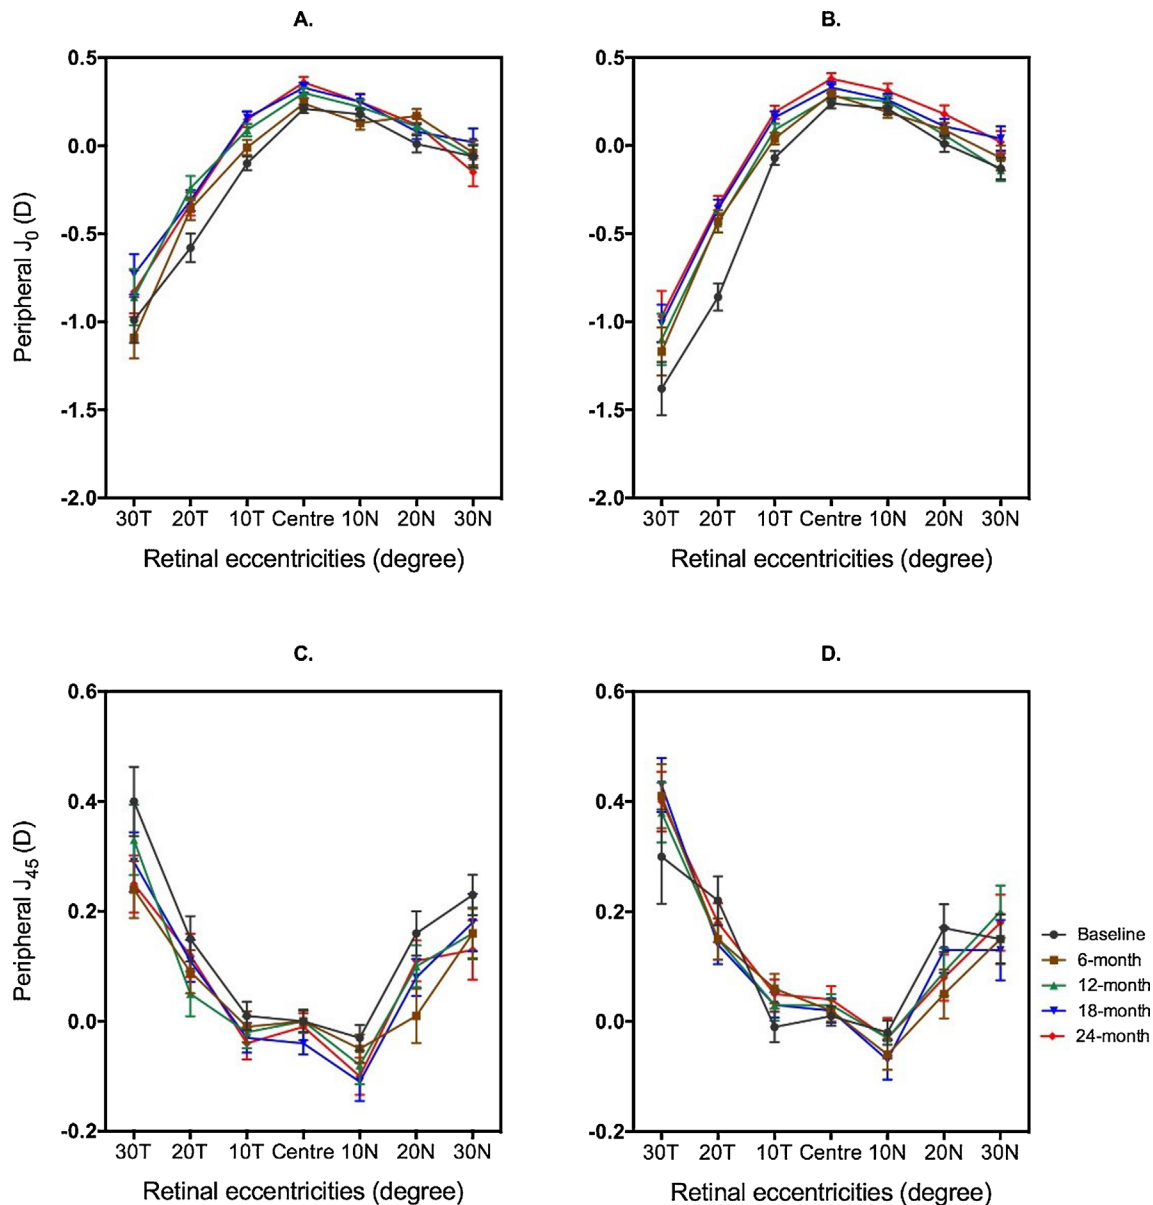 A.
0.5
0.0
-0.5
-1.0
-1.5
-2.0
Peripheral J0 (D)
30T 20T 10T Centre 10N 20N 30N
Retinal eccentricities (degree)
B.
0.5
0.0
-0.5
-1.0
-1.5
-2.0
30T 20T 10T Centre 10N 20N 30N
Retinal eccentricities (degree)
C.
0.6
0.4
0.2
0.0
-0.2
Peripheral J45 (D)
30T 20T 10T Centre 10N 20N 30N
Retinal eccentricities (degree)
D.
0.6
0.4
0.2
0.0
-0.2
30T 20T 10T Centre 10N 20N 30N
Retinal eccentricities (degree)
Baseline
6-month
12-month
18-month
24-month